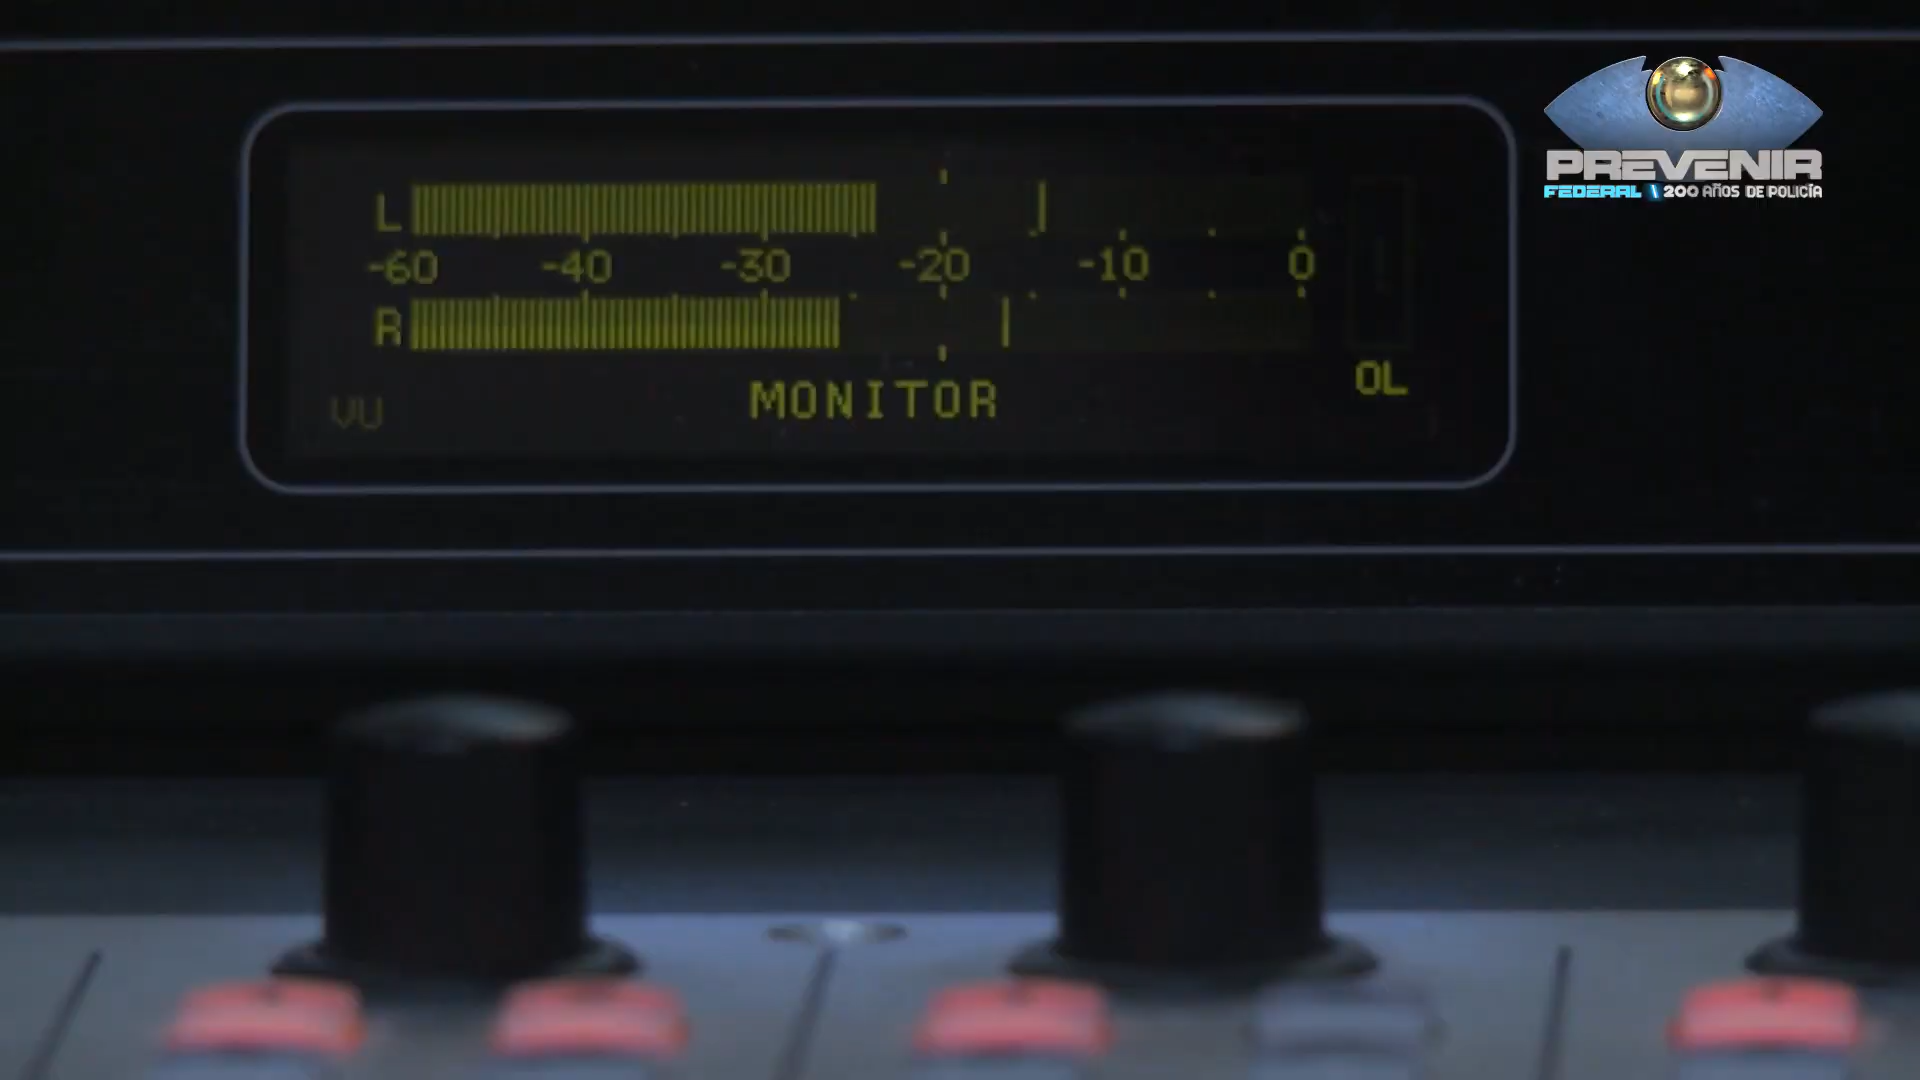 PREVENIR
FEDERAL \ 200 AÑOS DE POLICÍA
L
-60 -40 -30 -20 -10 0
R
OL
MONITOR
VU